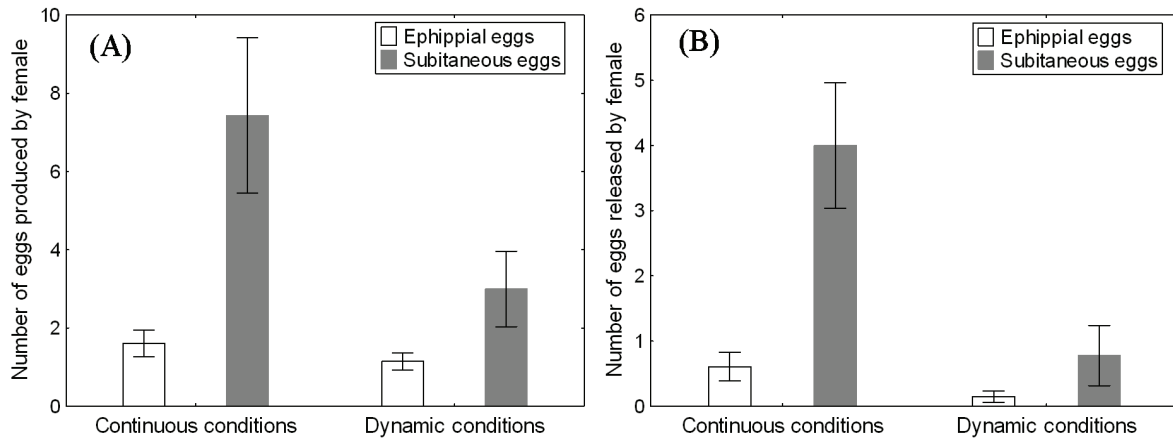 (A)
Ephippial eggs
Subitaneous eggs
Number of eggs produced by female
10
8
6
4
2
0
Continuous conditions
Dynamic conditions
(B)
Ephippial eggs
Subitaneous eggs
Number of eggs released by female
6
5
4
3
2
1
0
Continuous conditions
Dynamic conditions